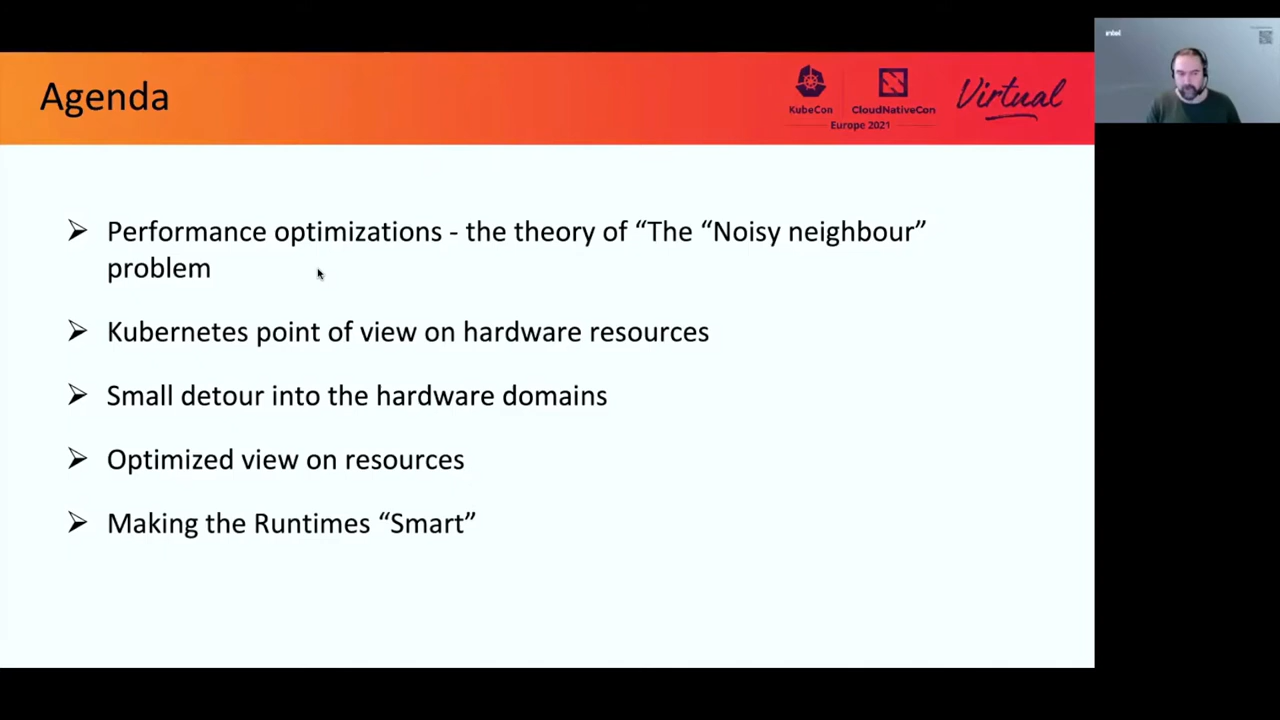 Agenda
KubeCon
CloudNativeCon
Europe 2021
Virtual
intel
Performance optimizations - the theory of “The “Noisy neighbour”
problem
Kubernetes point of view on hardware resources
Small detour into the hardware domains
Optimized view on resources
Making the Runtimes “Smart”